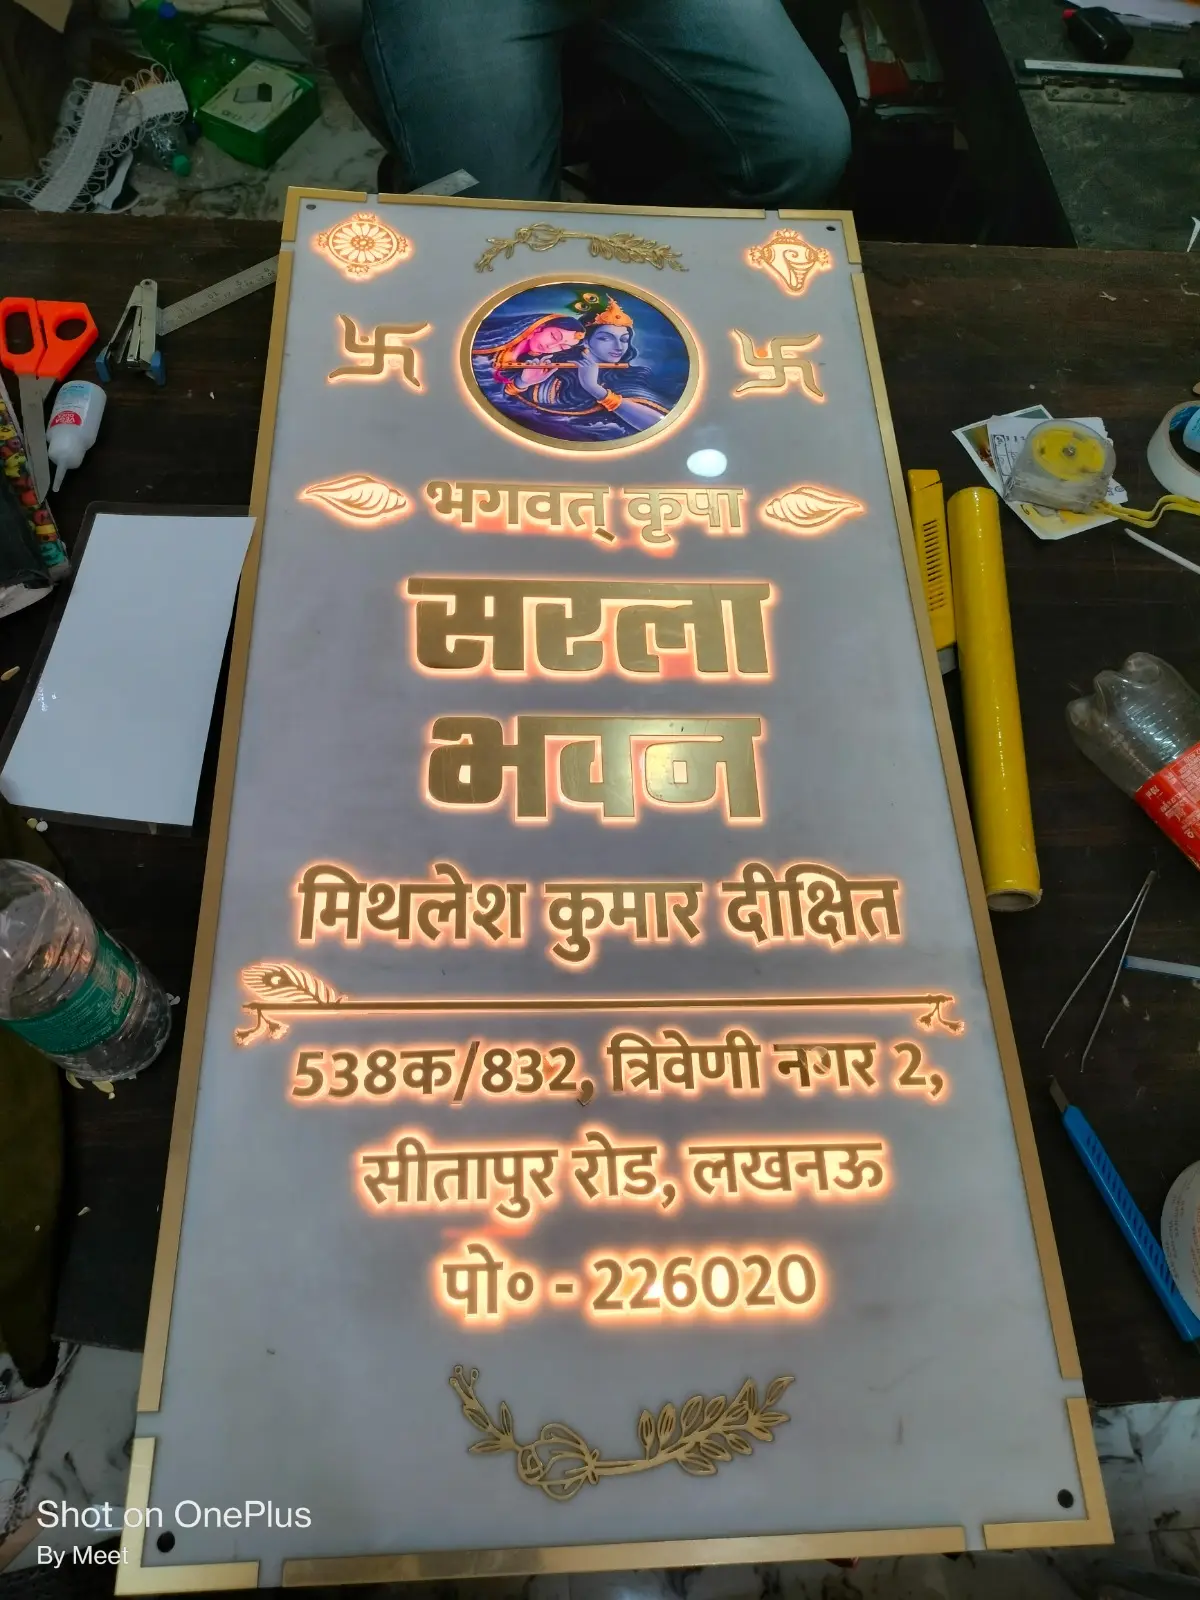 भगवत् कृपा
सरला
भवन
मिथलेश कुमार दीक्षित
538क/832, त्रिवेणी नगर 2,
सीतापुर रोड, लखनऊ
पो० - 226020
Shot on OnePlus
By Meet